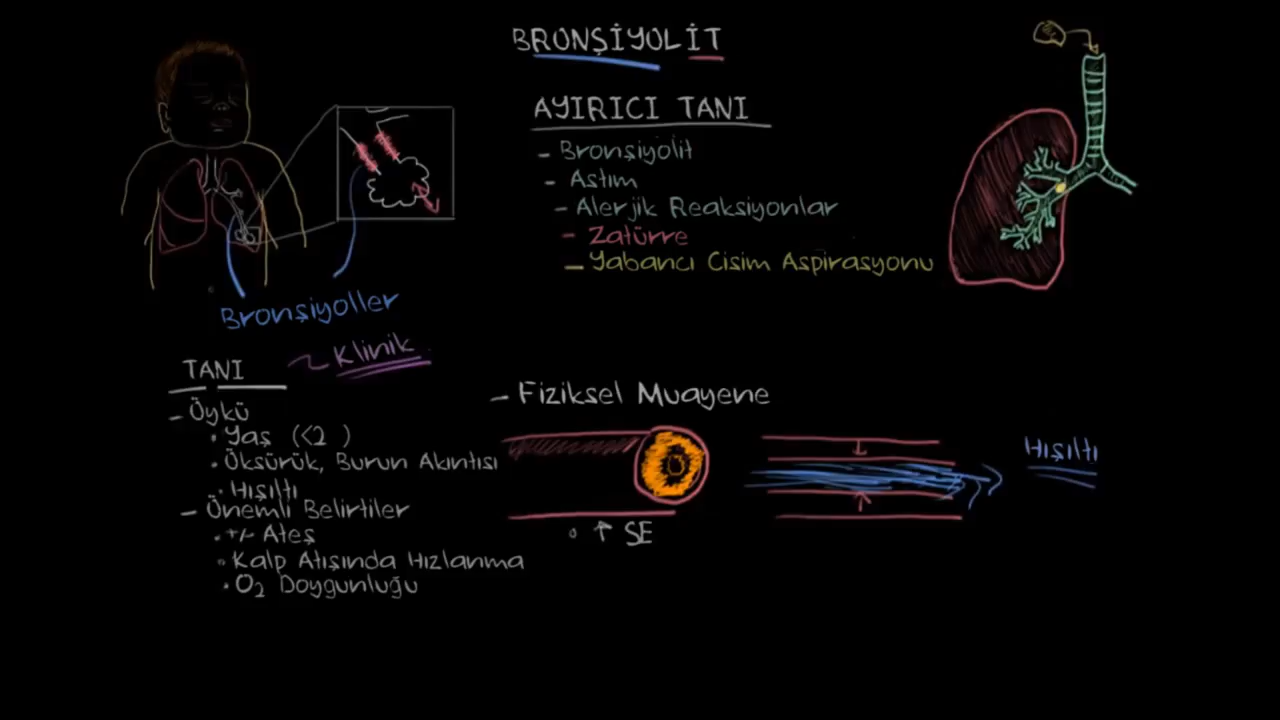 BRONŞİYOLİT
AYIRICI TANI
- Bronşiyolit
- Astım
- Alerjik Reaksiyonlar
- Zatürre
- Yabancı Cisim Aspirasyonu
Bronşiyoller
TANI
~ Klinik
- Öykü
• Yaş (<2 )
• Öksürük, Burun Akıntısı
• Hışıltı
- Önemli Belirtiler
• +/- Ateş
• Kalp Atışında Hızlanma
• O₂ Doygunluğu
- Fiziksel Muayene
• ↑ SE
Hışıltı